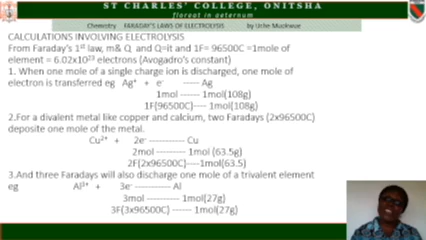 ST CHARLES' COLLEGE, ONITSHA
floreat in aeternum
Chemistry FARADAY'S LAWS OF ELECTROLYSIS by Uche Muokwue
CALCULATIONS INVOLVING ELECTROLYSIS
From Faraday's 1st law, m& Q and Q=it and 1F= 96500C =1mole of
element = 6.02x10²³ electrons (Avogadro's constant)
1. When one mole of a single charge ion is discharged, one mole of
electron is transferred eg Ag⁺ + e⁻ ----- Ag
1mol ------ 1mol(108g)
1F(96500C)---- 1mol(108g)
2.For a divalent metal like copper and calcium, two Faradays (2x96500C)
deposite one mole of the metal.
Cu²⁺ + 2e⁻ ----------- Cu
2mol --------- 1mol (63.5g)
2F(2x96500C)----1mol(63.5)
3.And three Faradays will also discharge one mole of a trivalent element
eg Al³⁺ + 3e⁻ ----------- Al
3mol ---------- 1mol(27g)
3F(3x96500C) ------ 1mol(27g)